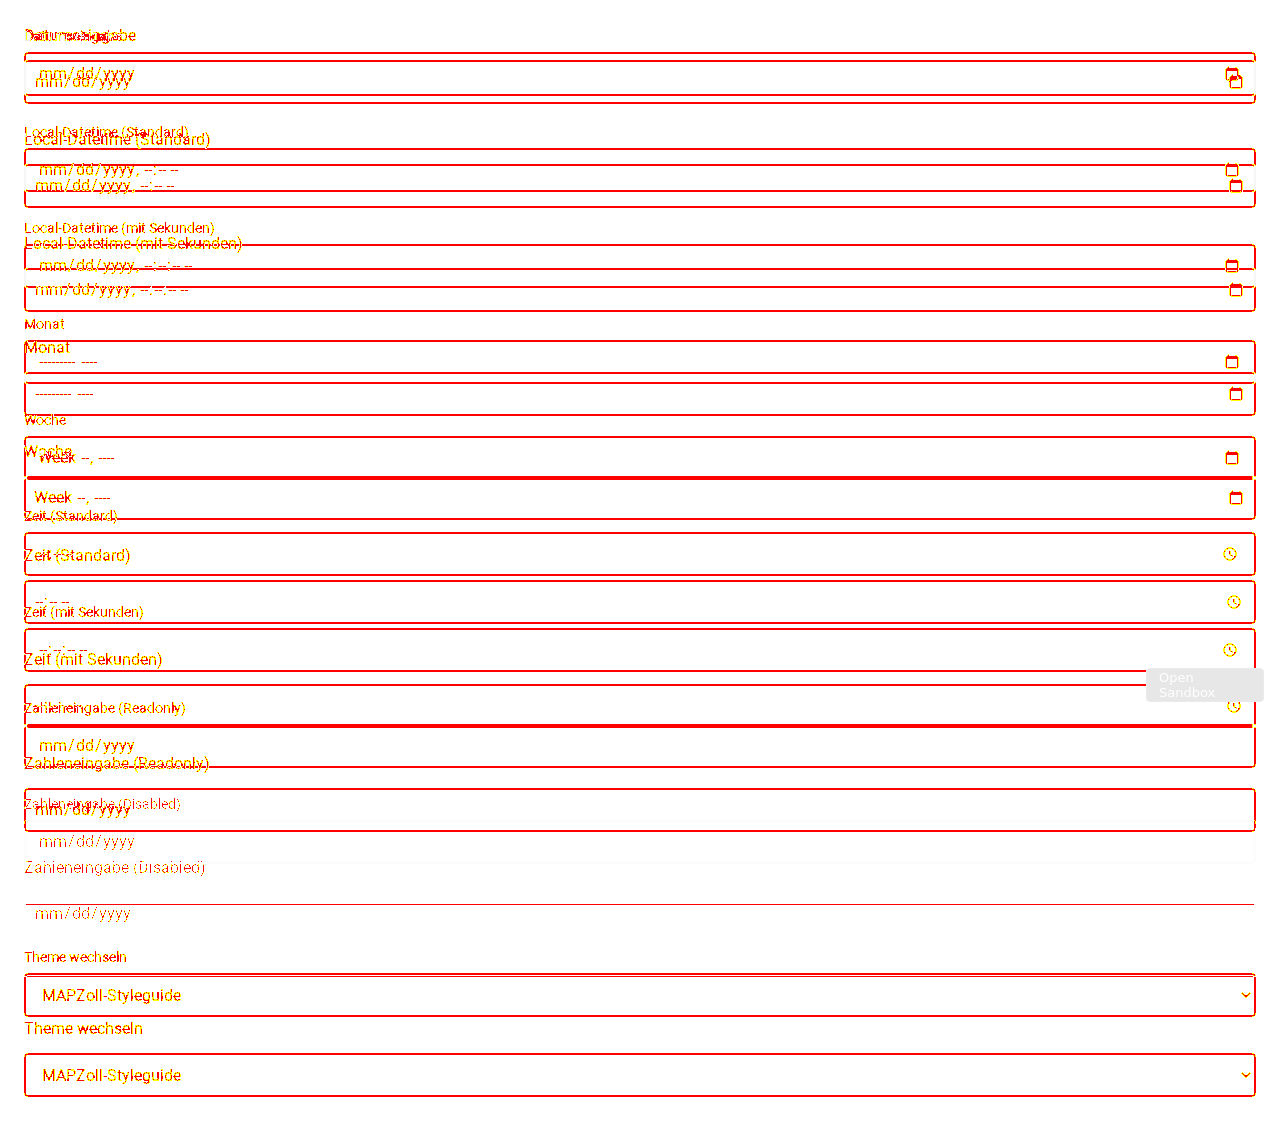 Datumseingabe
mm/dd/yyyy
mm/dd/yyyy
Local-Datetime (Standard)
Local-Datetime (Standard)
mm/dd/yyyy, --:-- --
mm/dd/yyyy, --:-- --
Local-Datetime (mit Sekunden)
Local-Datetime (mit Sekunden)
mm/dd/yyyy, --:--:-- --
mm/dd/yyyy, --:--:-- --
Monat
Monat
--------- ----
--------- ----
Woche
Woche
Week --, ----
Week --, ----
Zeit (Standard)
Zeit (Standard)
--:-- --
Zeit (mit Sekunden)
--:--:-- --
Zeit (mit Sekunden)
Open
Sandbox
Zahleneingabe (Readonly)
mm/dd/yyyy
Zahleneingabe (Readonly)
Zahleneingabe (Disabled)
mm/dd/yyyy
mm/dd/yyyy
Zahleneingabe (Disabled)
mm/dd/yyyy
Theme wechseln
MAPZoll-Styleguide
Theme wechseln
MAPZoll-Styleguide